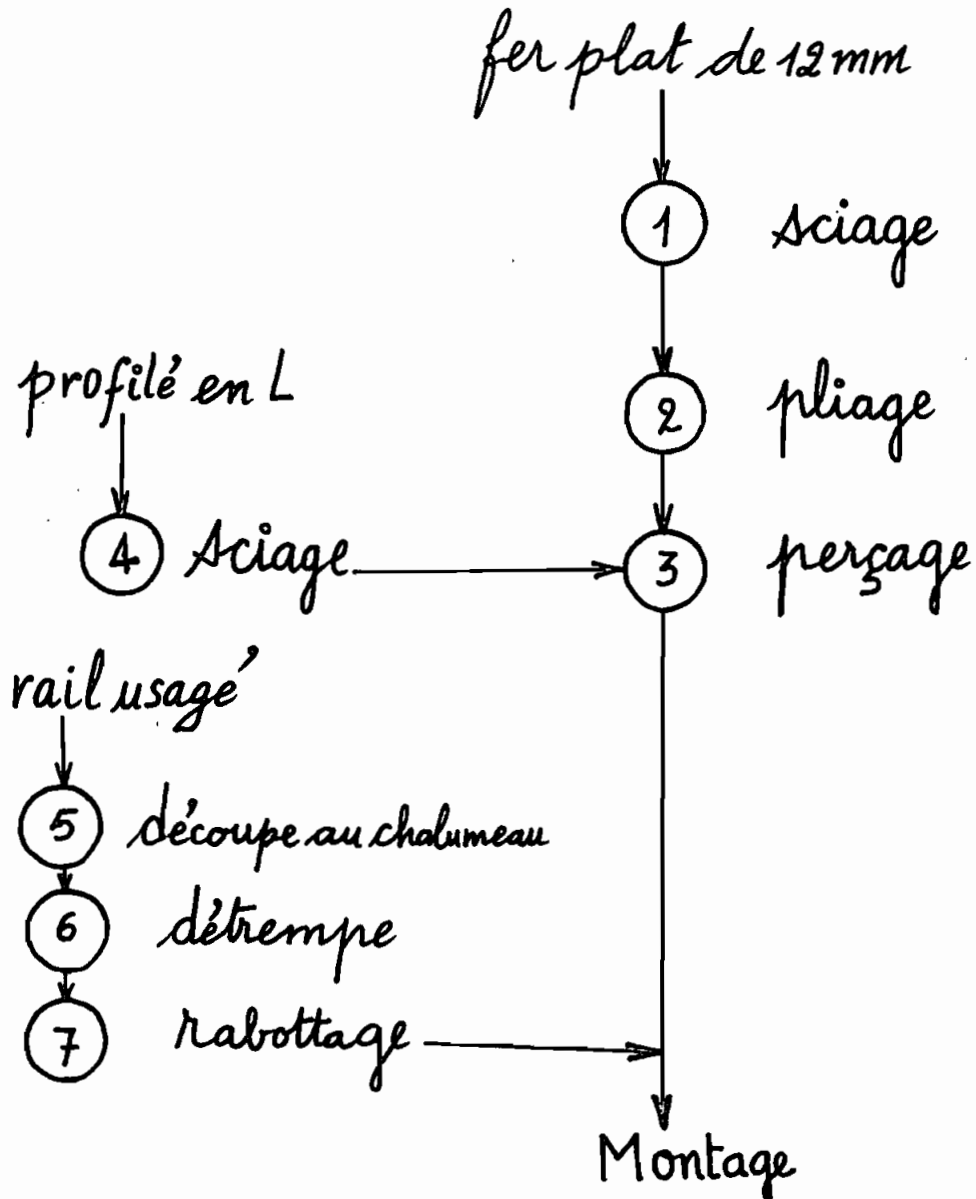 fer plat de 12 mm
1 sciage
profilé en L
2 pliage
4 sciage
3 perçage
rail usagé
5 découpe au chalumeau
6 détrempe
7 rabottage
Montage